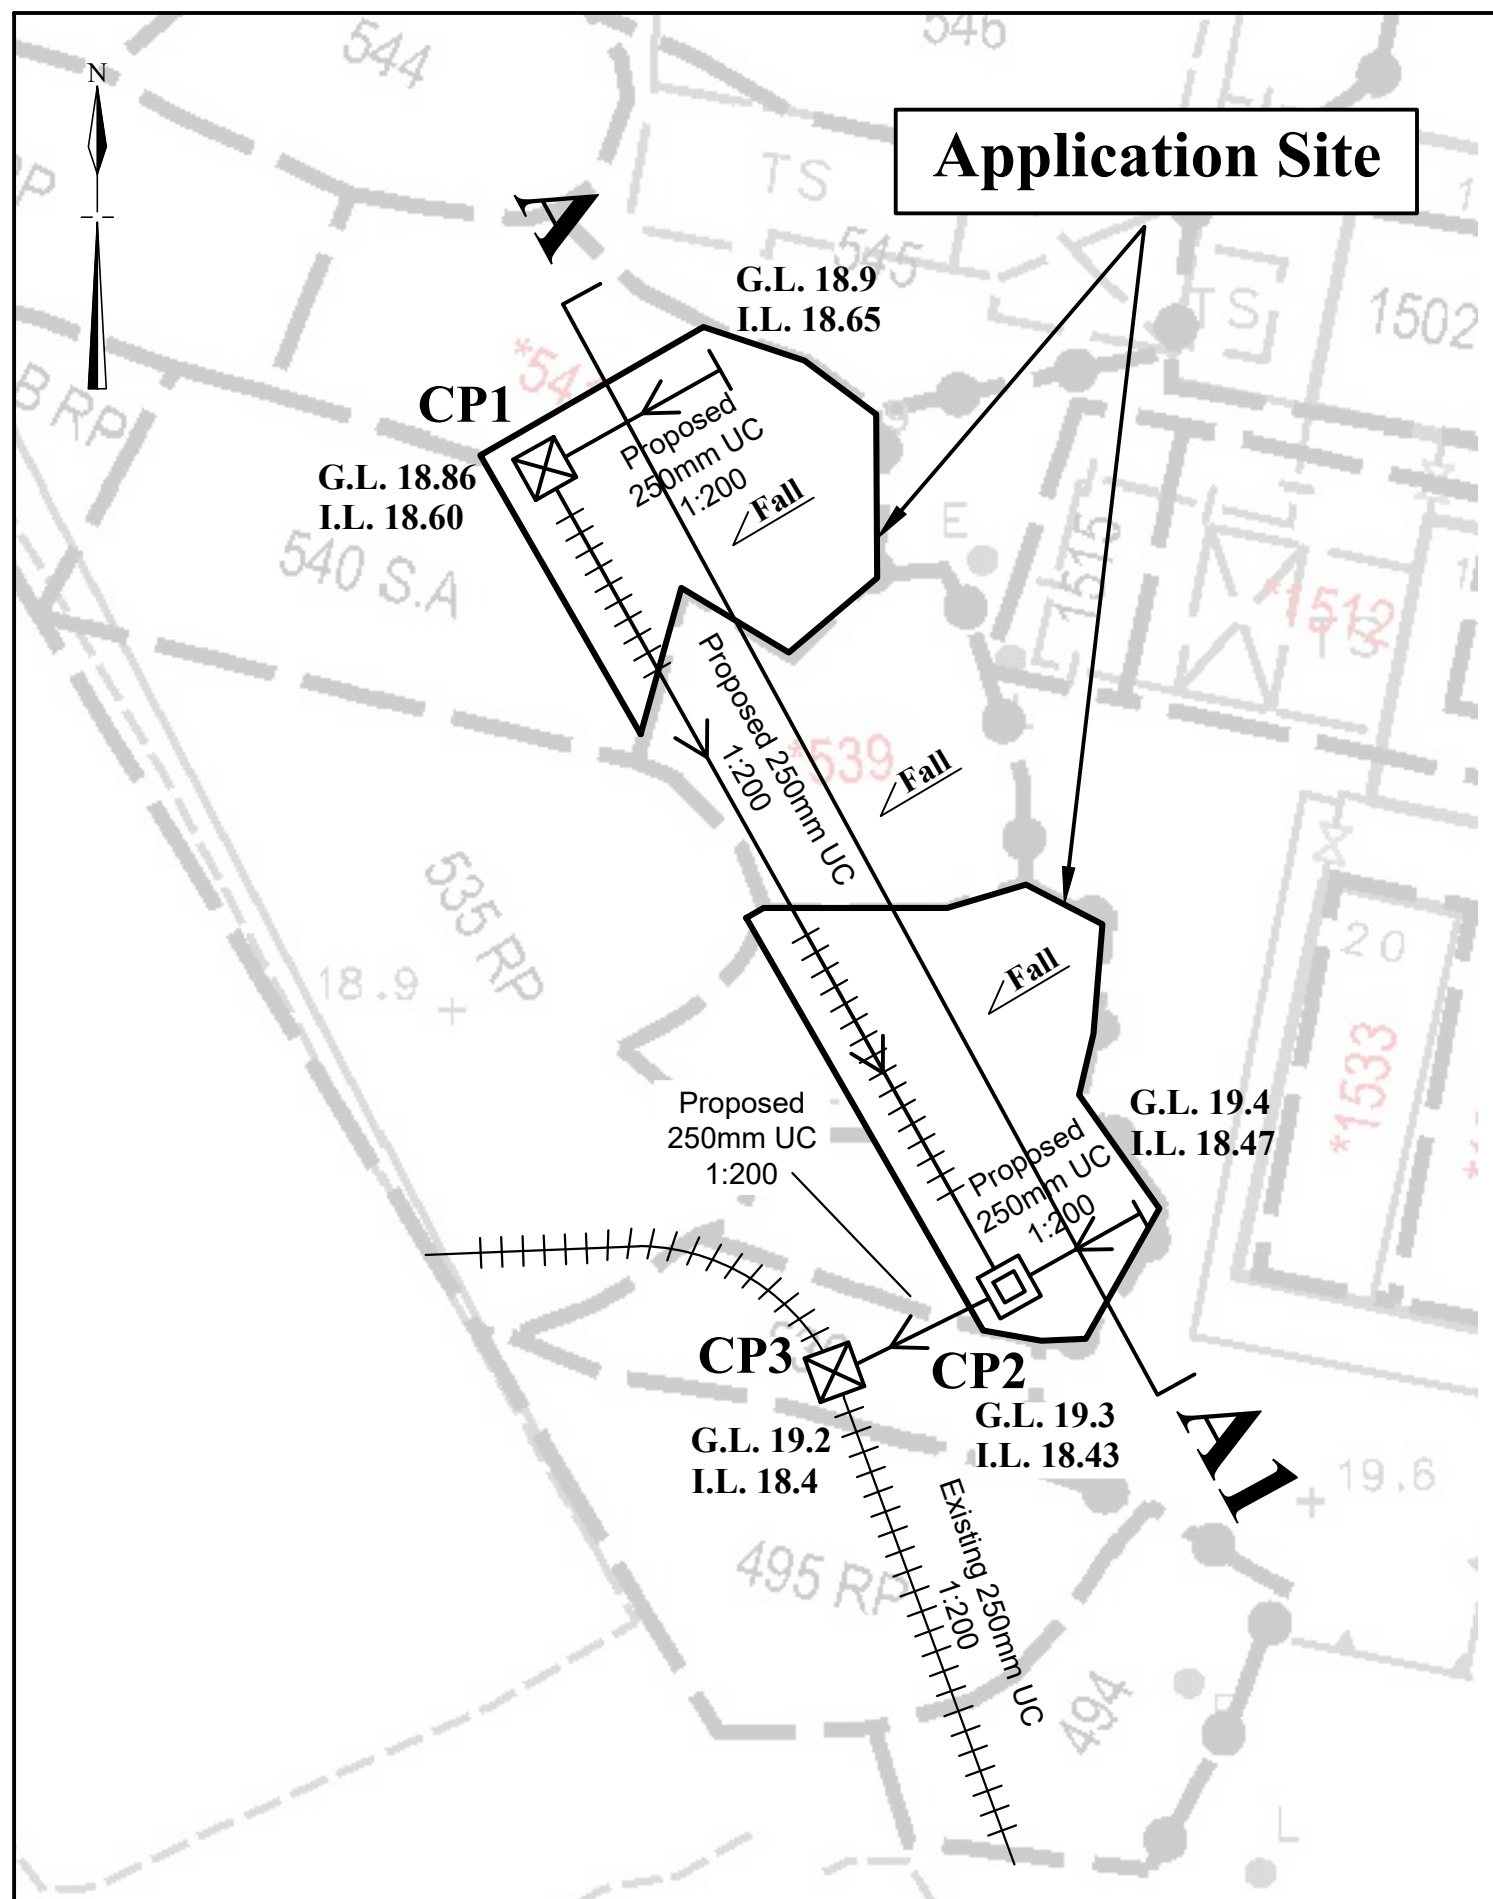 544
546
N
Application Site
TS
A
545
G.L. 18.9
I.L. 18.65
TS
1502
CP1
Proposed
250mm UC
1:200
Fall
G.L. 18.86
I.L. 18.60
B RP
540 S.A
E
1515
*1512
TS
Proposed 250mm UC
1:200
*539
Fall
535 RP
18.9
20
Fall
*1533
Proposed
250mm UC
1:200
G.L. 19.4
I.L. 18.47
Proposed
250mm UC
1:200
CP3
CP2
G.L. 19.2
I.L. 18.4
G.L. 19.3
I.L. 18.43
A1
19.6
Existing 250mm UC
1:200
495 RP
494
L